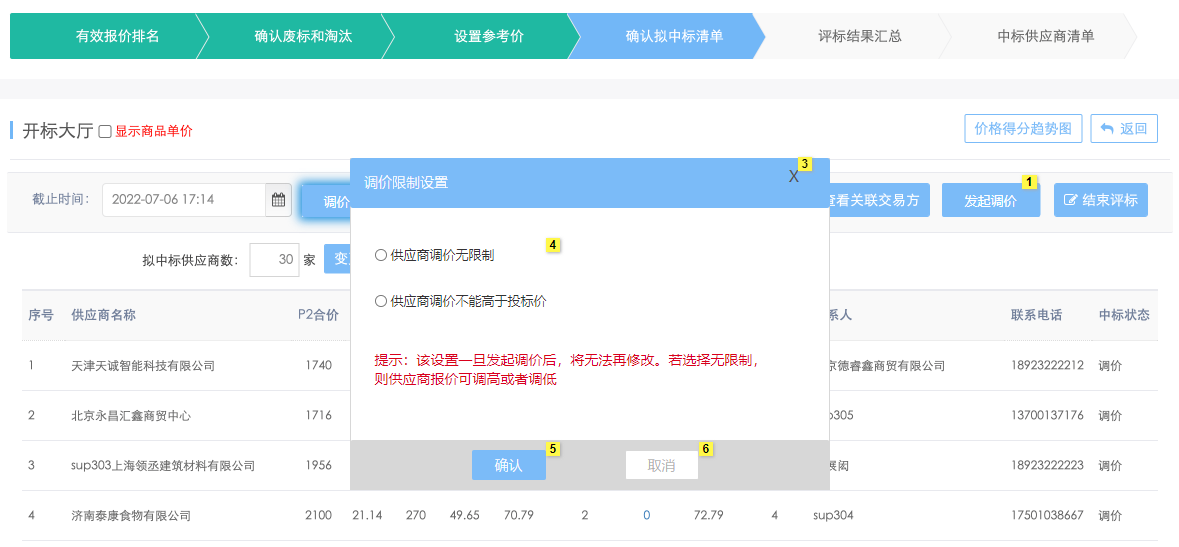 有效报价排名
确认废标和淘汰
设置参考价
确认拟中标清单
评标结果汇总
中标供应商清单
开标大厅 显示商品单价
价格得分趋势图
返回
截止时间： 2022-07-06 17:14
调价
查看关联交易方
发起调价 1
结束评标
拟中标供应商数： 30 家
调价限制设置 X 3
供应商调价无限制 4
供应商调价不能高于投标价
提示：该设置一旦发起调价后，将无法再修改。若选择无限制，
则供应商报价可调高或者调低
确认 5
取消 6
序号 供应商名称 P2合价 系人 联系电话 中标状态
1 天津天诚智能科技有限公司 1740 京德睿鑫商贸有限公司 18923222212 调价
2 北京永昌汇鑫商贸中心 1716 305 13700137176 调价
3 sup303上海领丞建筑材料有限公司 1956 18923222223 调价
4 济南泰康食物有限公司 2100 21.14 270 49.65 70.79 2 0 72.79 4 sup304 17501038667 调价